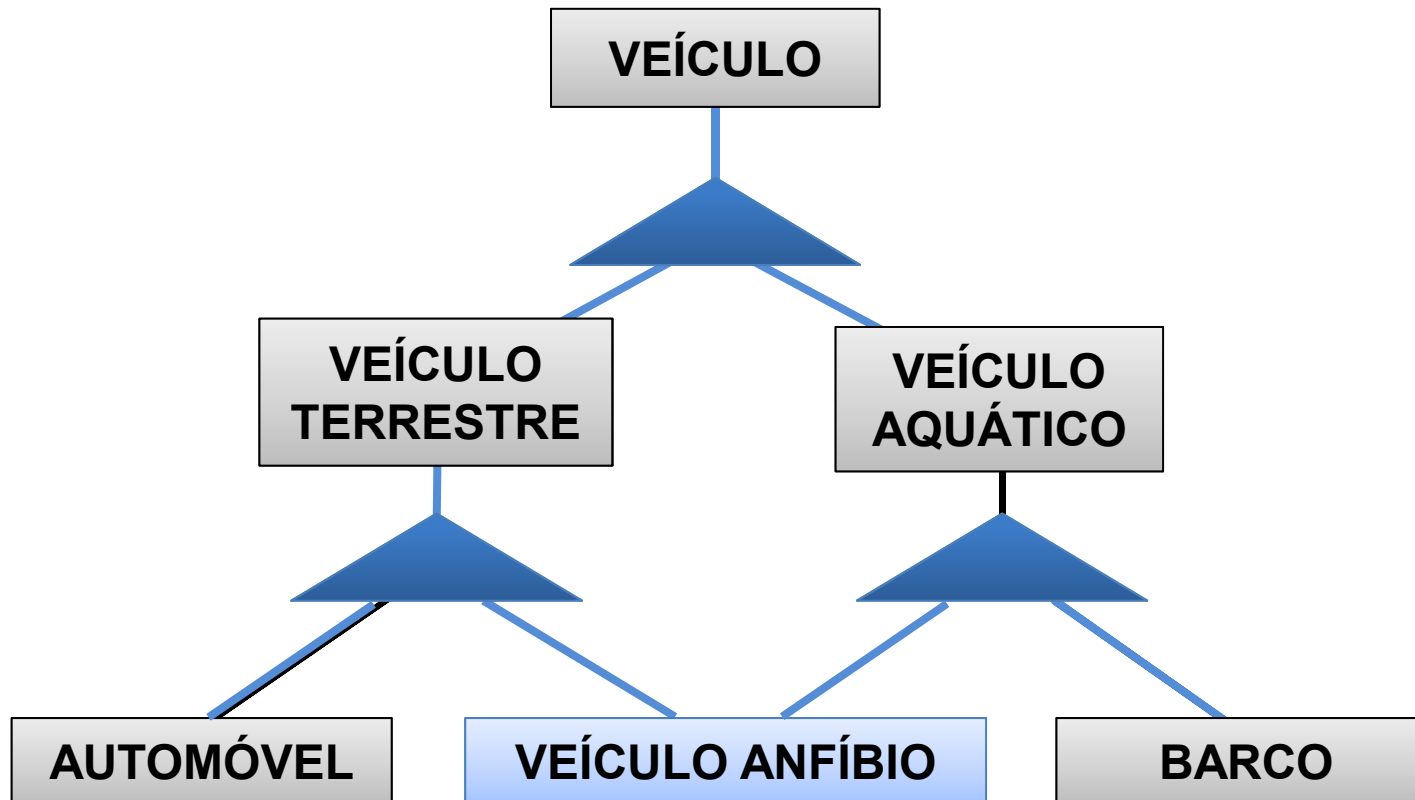 VEÍCULO
VEÍCULO
TERRESTRE
VEÍCULO
AQUÁTICO
AUTOMÓVEL
VEÍCULO ANFÍBIO
BARCO